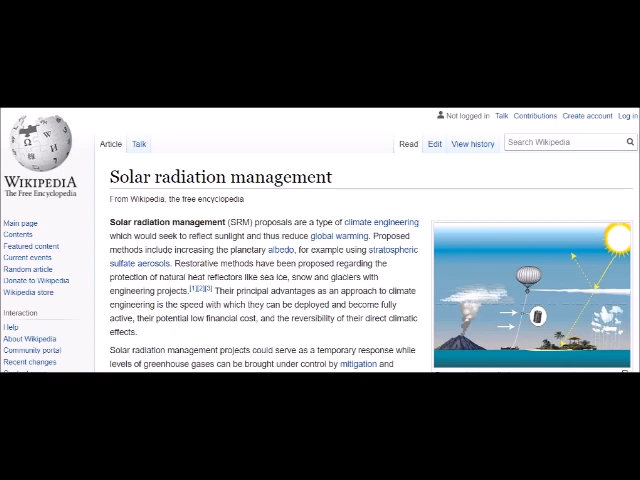 Not logged in Talk Contributions Create account Log in
Article Talk Read Edit View history Search Wikipedia
WIKIPEDIA
The Free Encyclopedia
Main page
Contents
Featured content
Current events
Random article
Donate to Wikipedia
Wikipedia store
Interaction
Help
About Wikipedia
Community portal
Recent changes
Solar radiation management
From Wikipedia, the free encyclopedia
Solar radiation management (SRM) proposals are a type of climate engineering
which would seek to reflect sunlight and thus reduce global warming. Proposed
methods include increasing the planetary albedo, for example using stratospheric
sulfate aerosols. Restorative methods have been proposed regarding the
protection of natural heat reflectors like sea ice, snow and glaciers with
engineering projects.[1][2][3] Their principal advantages as an approach to climate
engineering is the speed with which they can be deployed and become fully
active, their potential low financial cost, and the reversibility of their direct climatic
effects.
Solar radiation management projects could serve as a temporary response while
levels of greenhouse gases can be brought under control by mitigation and